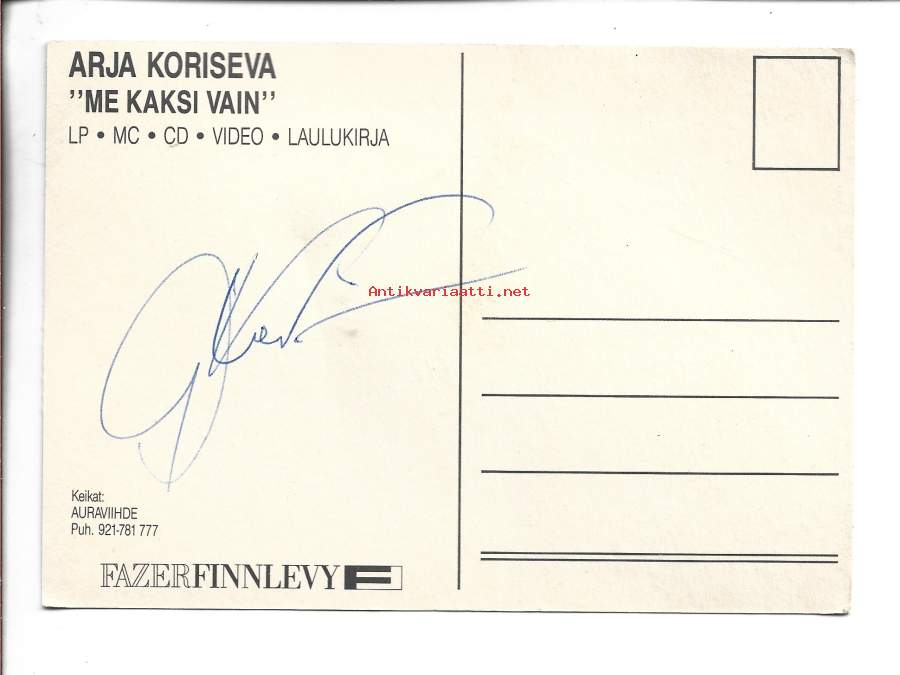 ARJA KORISEVA
"ME KAKSI VAIN"
LP • MC • CD • VIDEO • LAULUKIRJA
Antikvariaatti.net
Keikat:
AURAVIIHDE
Puh. 921-781 777
FAZERFINNLEVY